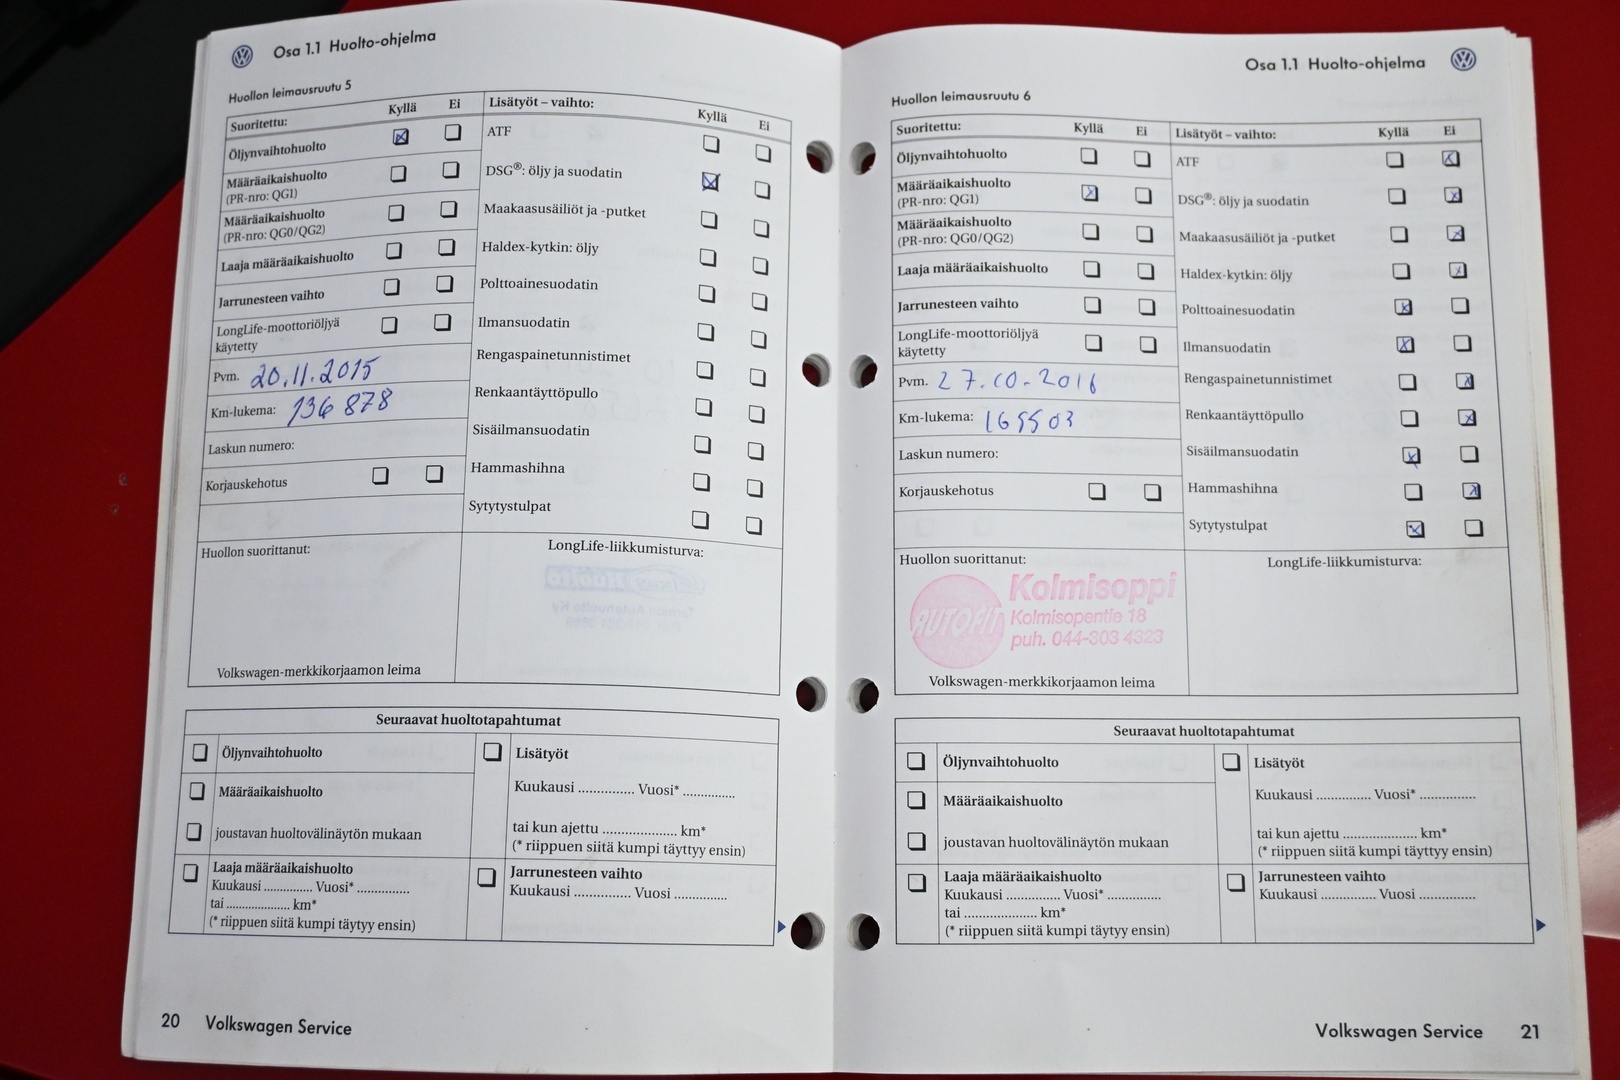 Osa 1.1 Huolto-ohjelma
Huollon leimausruutu 5
Suoritettu: Kyllä Ei
Öljynvaihtohuolto
Määräaikaishuolto
(PR-nro: QG1)
Määräaikaishuolto
(PR-nro: QG0/QG2)
Laaja määräaikaishuolto
Jarrunesteen vaihto
LongLife-moottoriöljyä
käytetty
Pvm. 20.11.2015
Km-lukema: 136 878
Laskun numero:
Korjauskehotus
Lisätyöt – vaihto: Kyllä Ei
ATF
DSG®: öljy ja suodatin
Maakaasusäiliöt ja -putket
Haldex-kytkin: öljy
Polttoainesuodatin
Ilmansuodatin
Rengaspainetunnistimet
Renkaantäyttöpullo
Sisäilmansuodatin
Hammashihna
Sytytystulpat
Huollon suorittanut:
Volkswagen-merkkikorjaamon leima
LongLife-liikkumisturva:
Seuraavat huoltotapahtumat
Öljynvaihtohuolto
Määräaikaishuolto
joustavan huoltovälinäytön mukaan
Laaja määräaikaishuolto
Kuukausi .............. Vuosi* ...............
tai ................... km*
(* riippuen siitä kumpi täytyy ensin)
Lisätyöt
Kuukausi ............... Vuosi* ..............
tai kun ajettu .................... km*
(* riippuen siitä kumpi täyttyy ensin)
Jarrunesteen vaihto
Kuukausi .............. Vuosi ...............
20 Volkswagen Service
Osa 1.1 Huolto-ohjelma
Huollon leimausruutu 6
Suoritettu: Kyllä Ei
Öljynvaihtohuolto
Määräaikaishuolto
(PR-nro: QG1)
Määräaikaishuolto
(PR-nro: QG0/QG2)
Laaja määräaikaishuolto
Jarrunesteen vaihto
LongLife-moottoriöljyä
käytetty
Pvm. 27.10.2016
Km-lukema: 165503
Laskun numero:
Korjauskehotus
Lisätyöt – vaihto: Kyllä Ei
ATF
DSG®: öljy ja suodatin
Maakaasusäiliöt ja -putket
Haldex-kytkin: öljy
Polttoainesuodatin
Ilmansuodatin
Rengaspainetunnistimet
Renkaantäyttöpullo
Sisäilmansuodatin
Hammashihna
Sytytystulpat
Huollon suorittanut:
AUTOFIT
Kolmisoppi
Kolmisopentie 18
puh. 044-303 4323
Volkswagen-merkkikorjaamon leima
LongLife-liikkumisturva:
Seuraavat huoltotapahtumat
Öljynvaihtohuolto
Määräaikaishuolto
joustavan huoltovälinäytön mukaan
Laaja määräaikaishuolto
Kuukausi ............... Vuosi* ...............
tai .................... km*
(* riippuen siitä kumpi täytyy ensin)
Lisätyöt
Kuukausi ............... Vuosi* ...............
tai kun ajettu .................... km*
(* riippuen siitä kumpi täyttyy ensin)
Jarrunesteen vaihto
Kuukausi ............... Vuosi ...............
Volkswagen Service 21